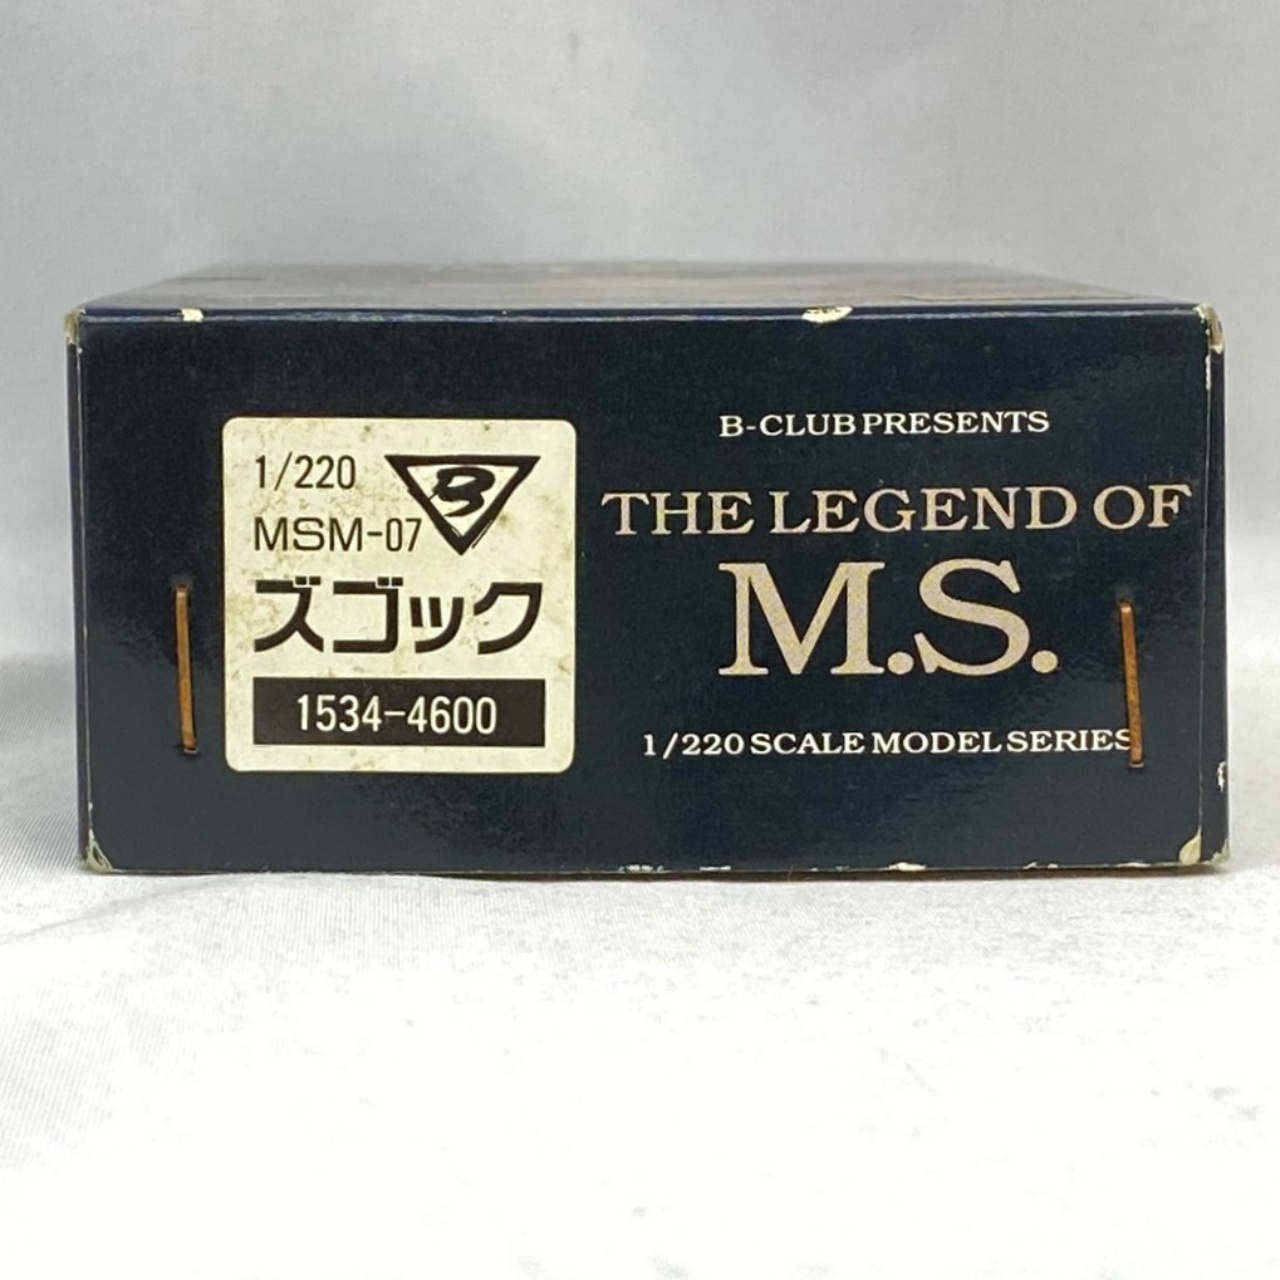 1/220
B
MSM-07
ズゴック
1534-4600
B-CLUB PRESENTS
THE LEGEND OF
M.S.
1/220 SCALE MODEL SERIES